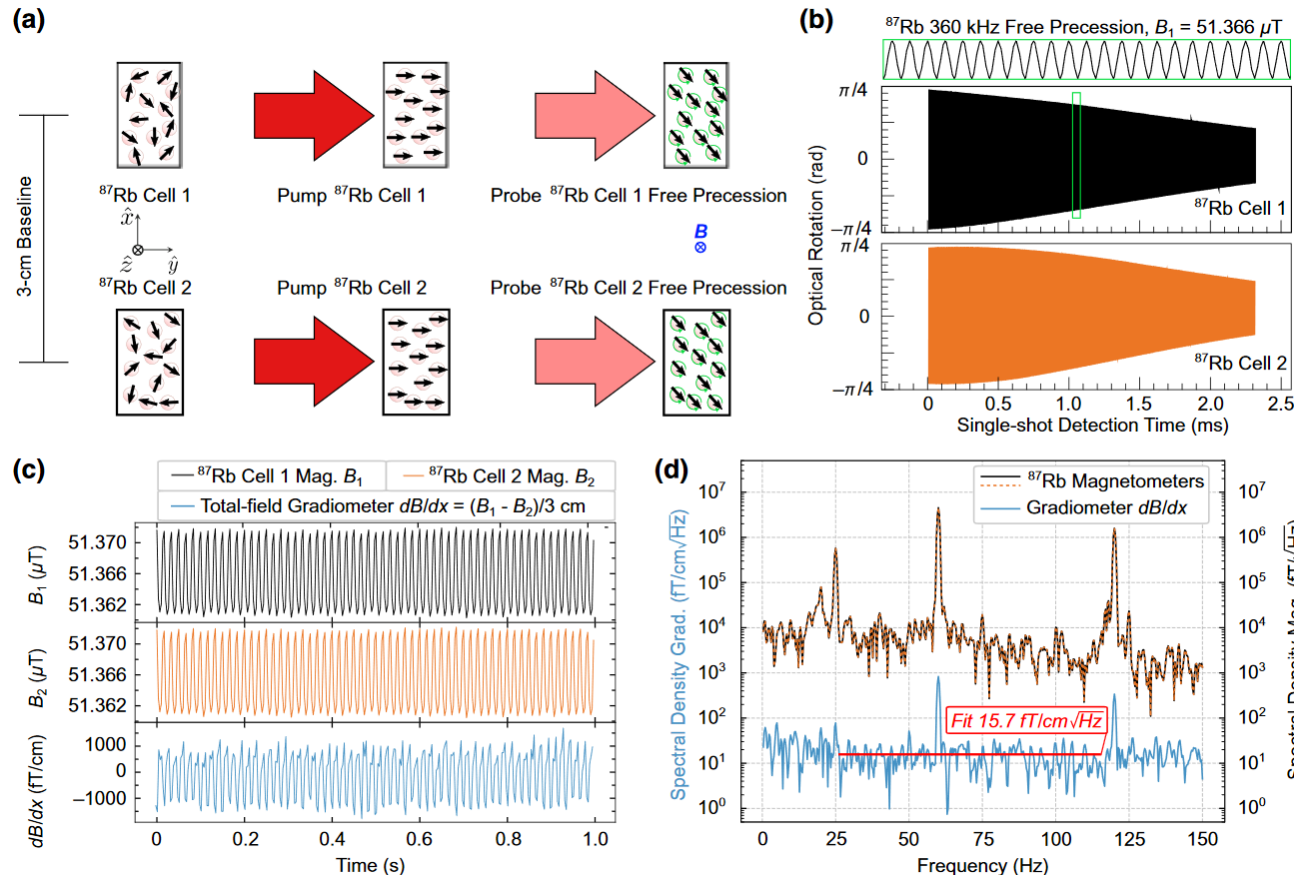 (a)
3-cm Baseline
⁸⁷Rb Cell 1
Pump ⁸⁷Rb Cell 1
Probe ⁸⁷Rb Cell 1 Free Precession
x̂
ẑ
ŷ
B
⁸⁷Rb Cell 2
Pump ⁸⁷Rb Cell 2
Probe ⁸⁷Rb Cell 2 Free Precession
(b)
⁸⁷Rb 360 kHz Free Precession, B₁ = 51.366 μT
Optical Rotation (rad)
π/4
0
−π/4
⁸⁷Rb Cell 1
π/4
0
−π/4
⁸⁷Rb Cell 2
0 0.5 1.0 1.5 2.0 2.5
Single-shot Detection Time (ms)
(c)
⁸⁷Rb Cell 1 Mag. B₁
⁸⁷Rb Cell 2 Mag. B₂
Total-field Gradiometer dB/dx = (B₁ - B₂)/3 cm
B₁ (μT)
51.370
51.366
51.362
B₂ (μT)
51.370
51.366
51.362
dB/dx (fT/cm)
1000
0
−1000
0 0.2 0.4 0.6 0.8 1.0
Time (s)
(d)
⁸⁷Rb Magnetometers
Gradiometer dB/dx
Spectral Density Grad. (fT/cm√Hz)
10⁷
10⁶
10⁵
10⁴
10³
10²
10¹
10⁰
Fit 15.7 fT/cm√Hz
10⁷
10⁶
10⁵
10⁴
10³
10²
10¹
10⁰
Spectral Density Mag. (fT/√Hz)
0 25 50 75 100 125 150
Frequency (Hz)